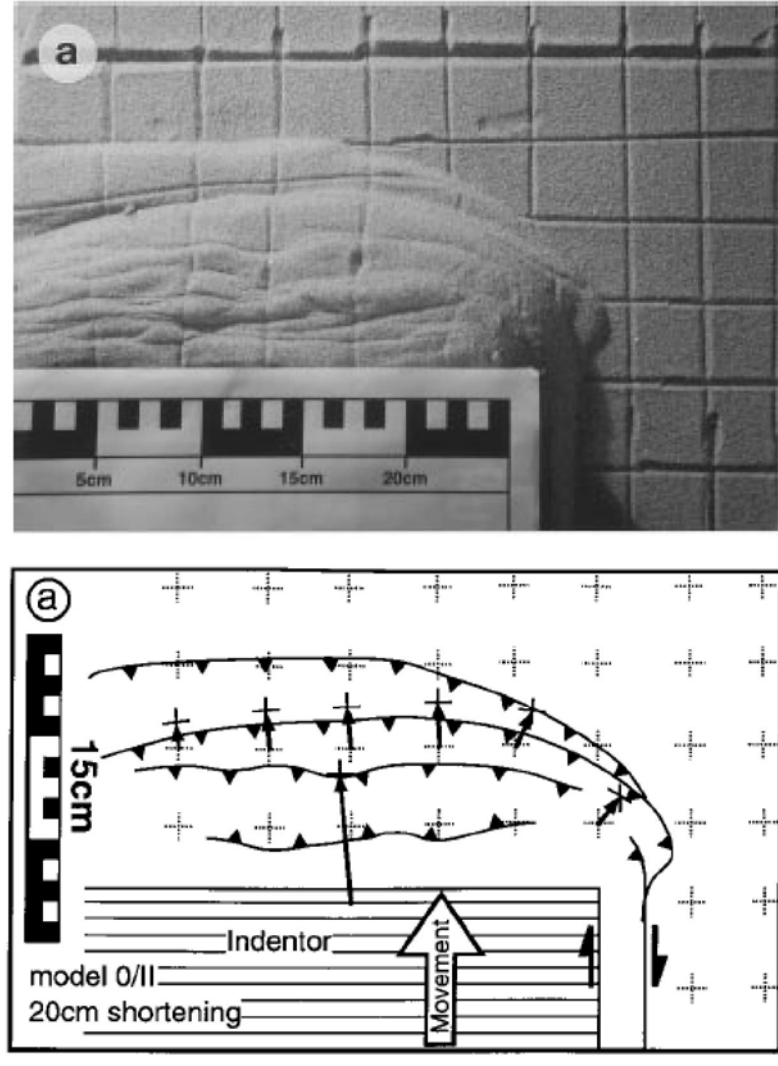 a
5cm 10cm 15cm 20cm
a
15cm
Indentor
Movement
model 0/II
20cm shortening